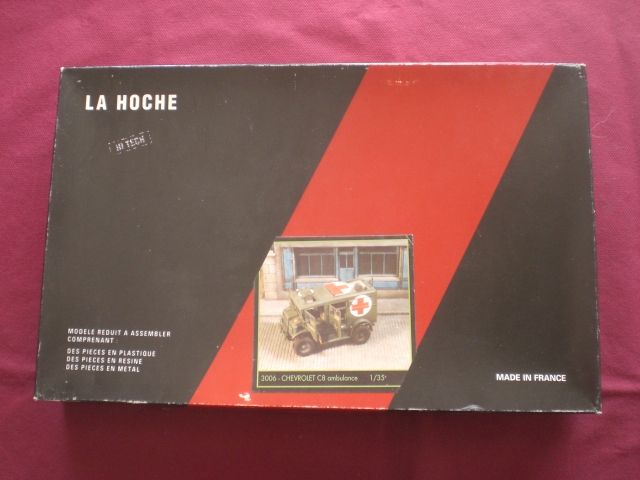 LA HOCHE
HI TECH
MODELE REDUIT A ASSEMBLER
COMPRENANT :
DES PIECES EN PLASTIQUE
DES PIECES EN RESINE
DES PIECES EN METAL
3006 - CHEVROLET C8 ambulance 1/35e
MADE IN FRANCE